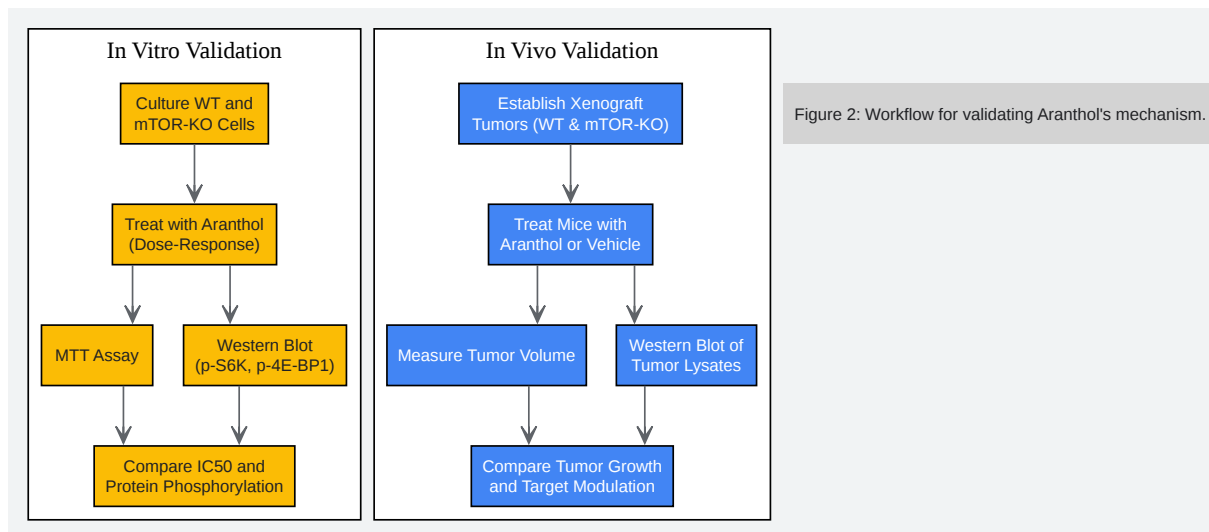 In Vitro Validation
Culture WT and
mTOR-KO Cells
Treat with Aranthol
(Dose-Response)
MTT Assay
Western Blot
(p-S6K, p-4E-BP1)
Compare IC50 and
Protein Phosphorylation
In Vivo Validation
Establish Xenograft
Tumors (WT & mTOR-KO)
Treat Mice with
Aranthol or Vehicle
Measure Tumor Volume
Western Blot of
Tumor Lysates
Compare Tumor Growth
and Target Modulation
Figure 2: Workflow for validating Aranthol's mechanism.